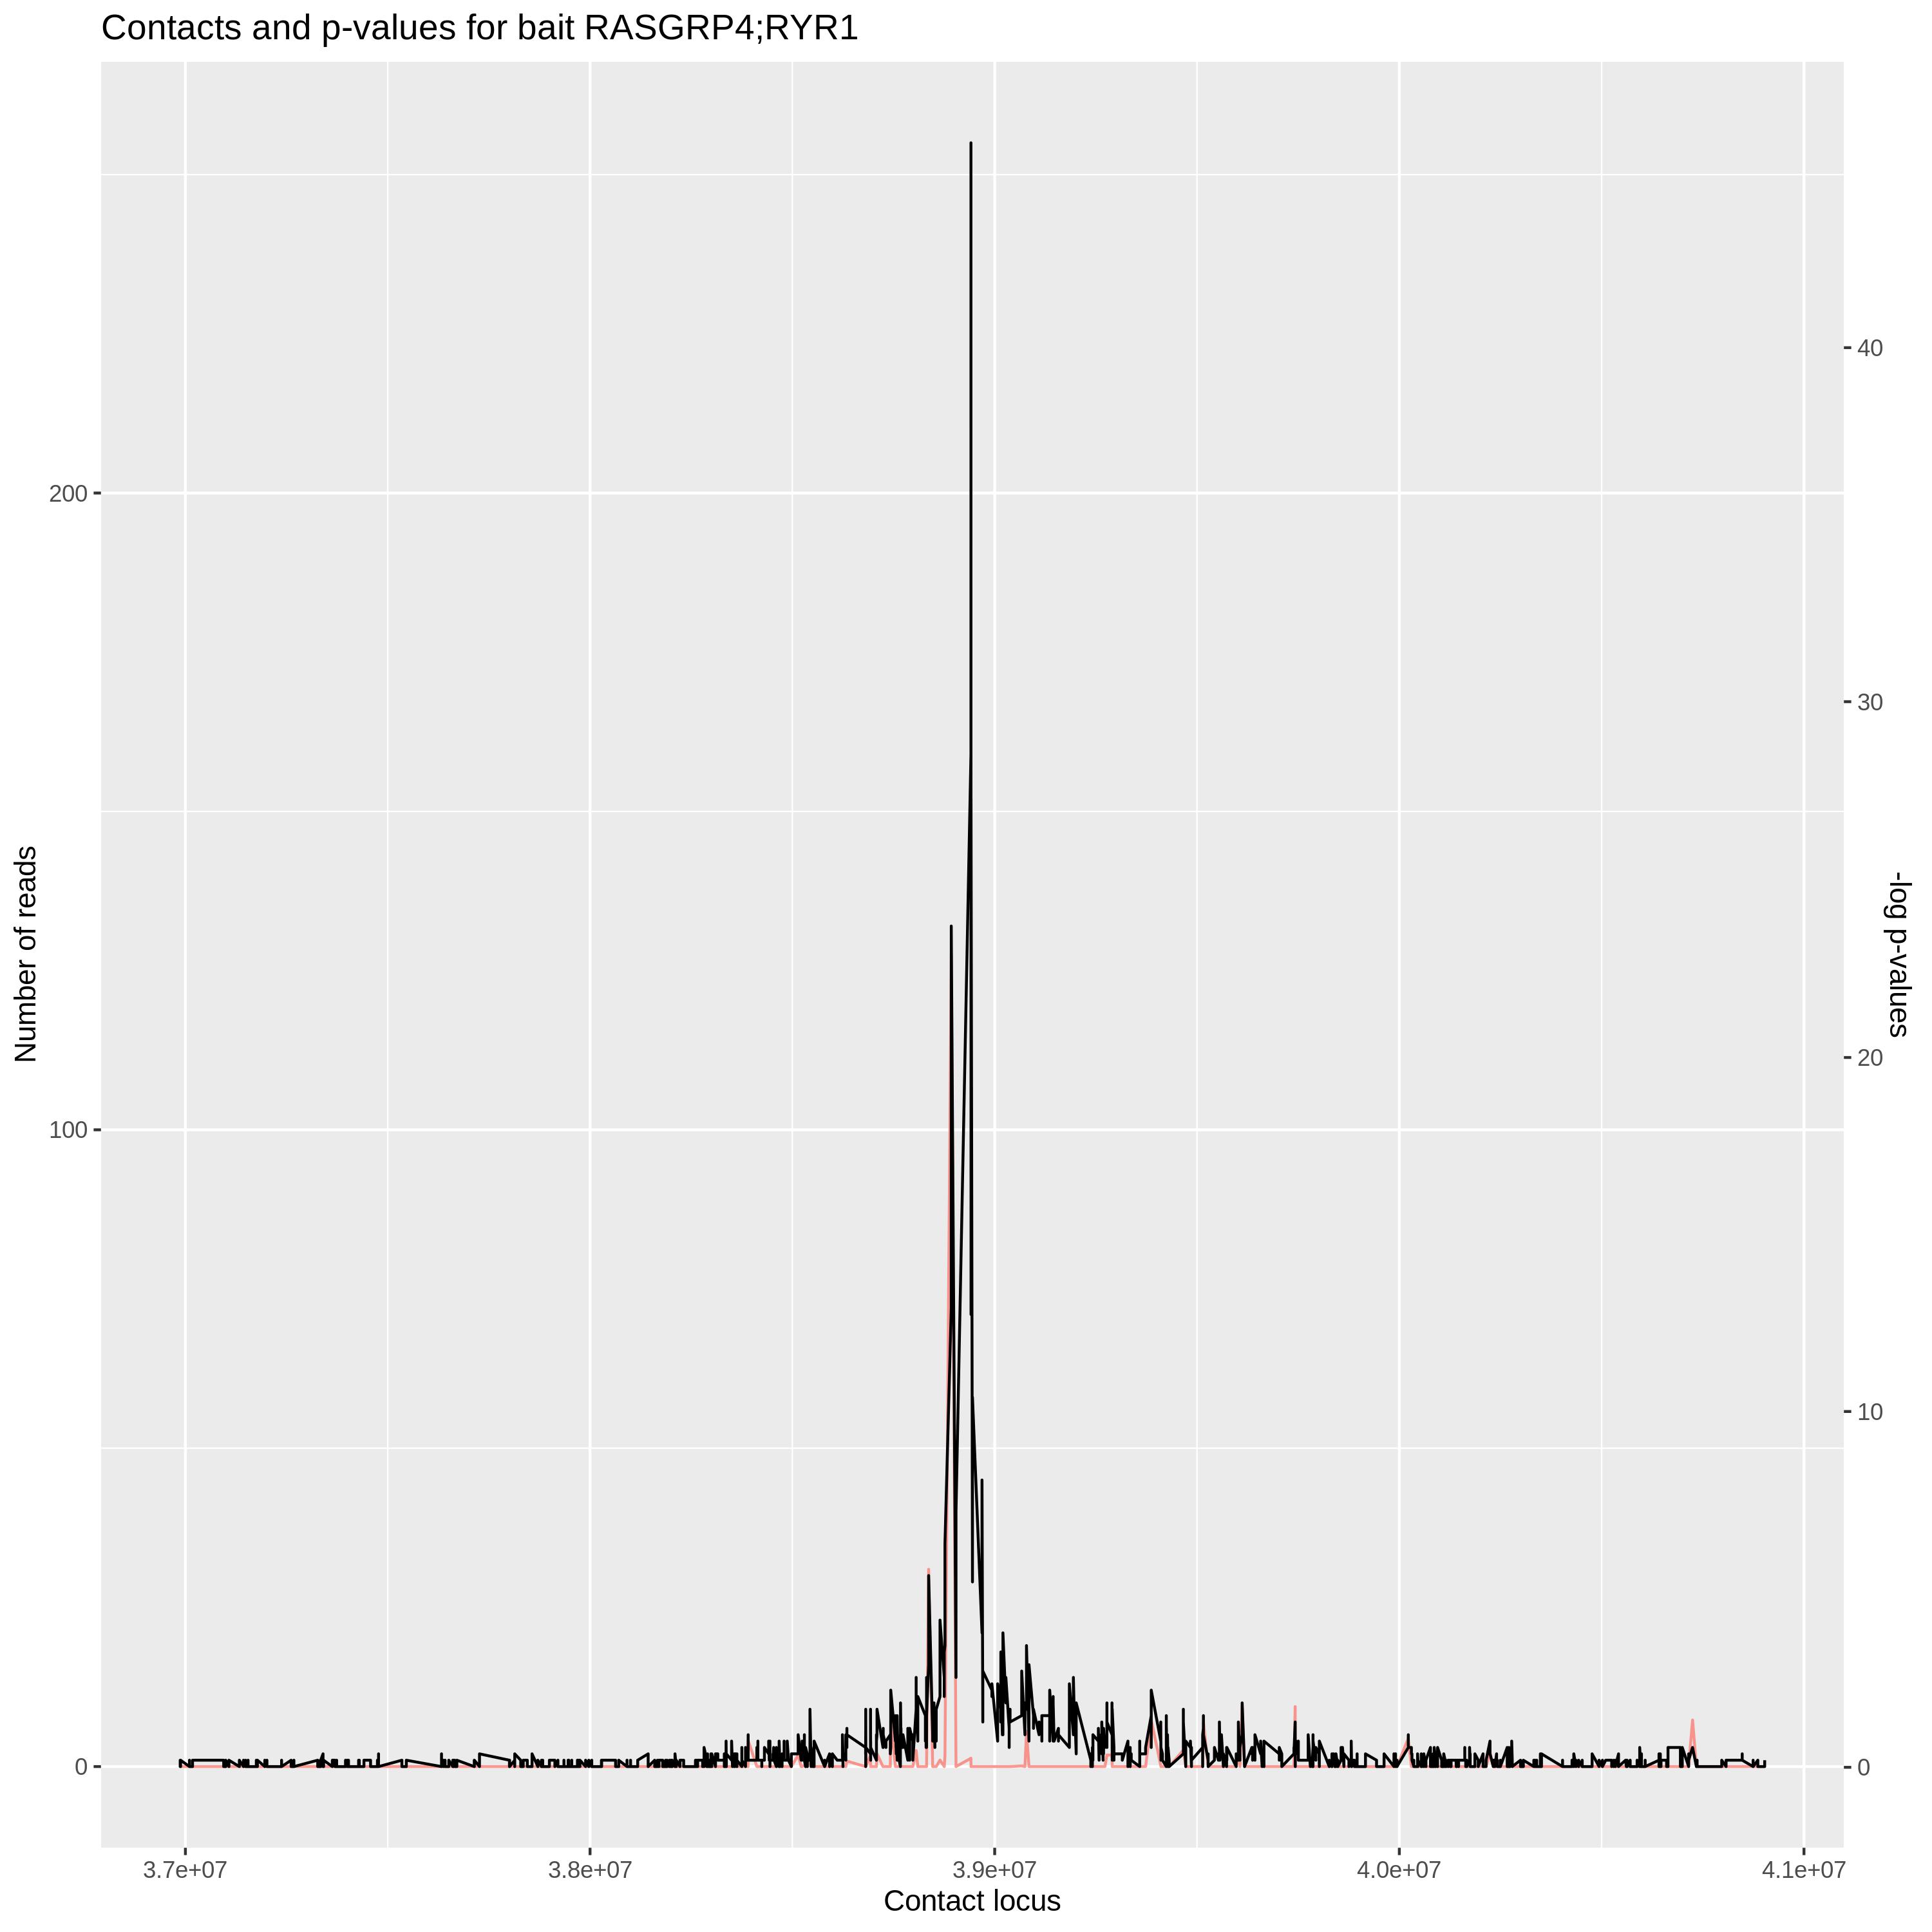 Contacts and p-values for bait RASGRP4;RYR1
Number of reads
200
100
0
40
30
20
10
0
-log p-values
3.7e+07
3.8e+07
3.9e+07
4.0e+07
4.1e+07
Contact locus